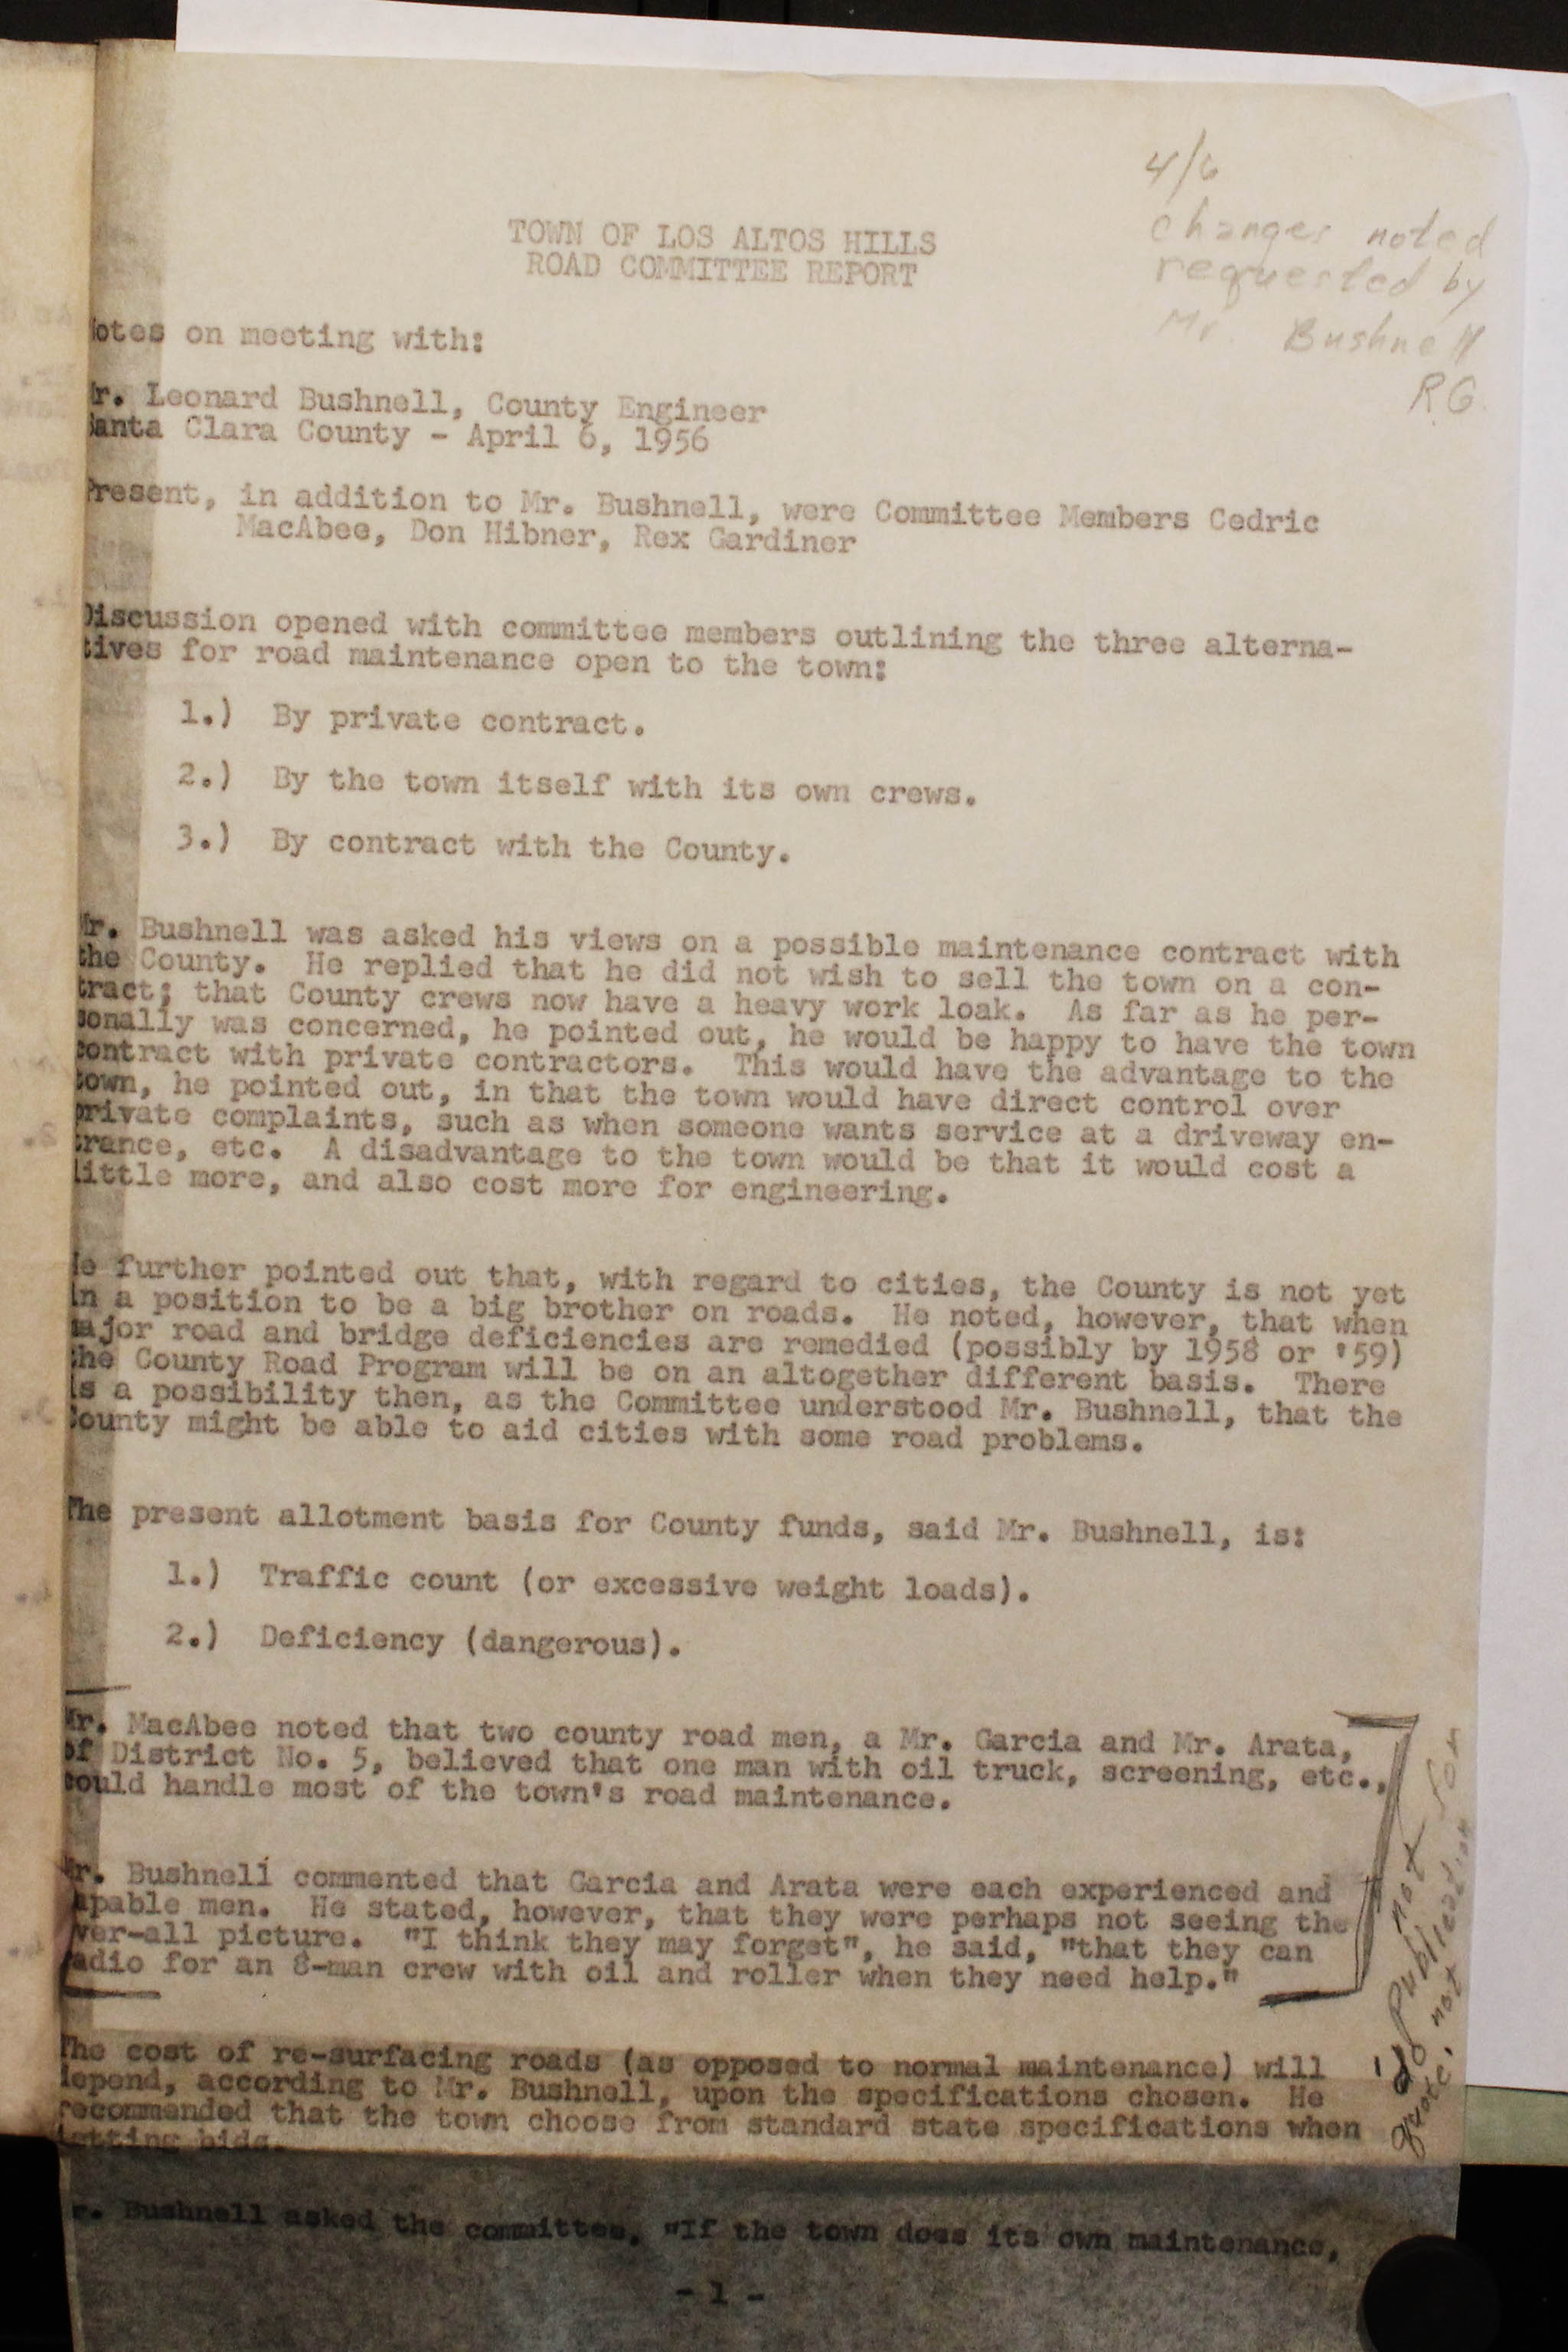 4/6
changes noted
requested by
Mr. Bushnell
RG.
TOWN OF LOS ALTOS HILLS
ROAD COMMITTEE REPORT
Notes on meeting with:
Mr. Leonard Bushnell, County Engineer
Santa Clara County - April 6, 1956
Present, in addition to Mr. Bushnell, were Committee Members Cedric
MacAbee, Don Hibner, Rex Gardiner
Discussion opened with committee members outlining the three alterna-
tives for road maintenance open to the town:
1.) By private contract.
2.) By the town itself with its own crews.
3.) By contract with the County.
Mr. Bushnell was asked his views on a possible maintenance contract with
the County. He replied that he did not wish to sell the town on a con-
tract; that County crews now have a heavy work loak. As far as he per-
sonally was concerned, he pointed out, he would be happy to have the town
contract with private contractors. This would have the advantage to the
town, he pointed out, in that the town would have direct control over
private complaints, such as when someone wants service at a driveway en-
trance, etc. A disadvantage to the town would be that it would cost a
little more, and also cost more for engineering.
He further pointed out that, with regard to cities, the County is not yet
in a position to be a big brother on roads. He noted, however, that when
major road and bridge deficiencies are remedied (possibly by 1958 or '59)
the County Road Program will be on an altogether different basis. There
is a possibility then, as the Committee understood Mr. Bushnell, that the
County might be able to aid cities with some road problems.
The present allotment basis for County funds, said Mr. Bushnell, is:
1.) Traffic count (or excessive weight loads).
2.) Deficiency (dangerous).
Mr. MacAbee noted that two county road men, a Mr. Garcia and Mr. Arata,
of District No. 5, believed that one man with oil truck, screening, etc.,
could handle most of the town's road maintenance.
Mr. Bushnell commented that Garcia and Arata were each experienced and
capable men. He stated, however, that they were perhaps not seeing the
over-all picture. "I think they may forget", he said, "that they can
radio for an 8-man crew with oil and roller when they need help."
not for
publication
do not
quote.
The cost of re-surfacing roads (as opposed to normal maintenance) will
depend, according to Mr. Bushnell, upon the specifications chosen. He
recommended that the town choose from standard state specifications when
letting bids.
Mr. Bushnell asked the committee, "If the town does its own maintenance,
- 1 -